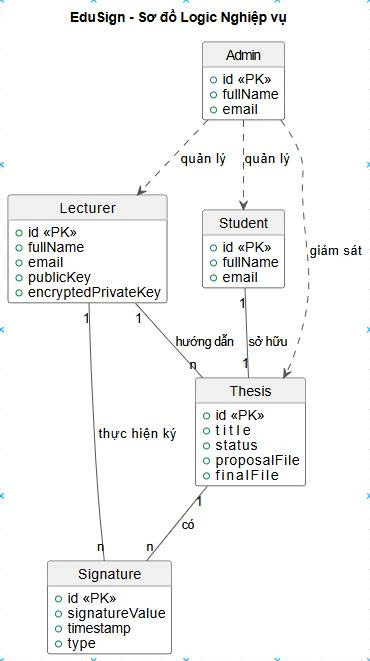 EduSign - Sơ đồ Logic Nghiệp vụ
Admin
id «PK»
fullName
email
quản lý
quản lý
giám sát
Lecturer
id «PK»
fullName
email
publicKey
encryptedPrivateKey
Student
id «PK»
fullName
email
1
1
1
hướng dẫn
sở hữu
n
1
Thesis
id «PK»
title
status
proposalFile
finalFile
thực hiện ký
1
có
n
n
Signature
id «PK»
signatureValue
timestamp
type